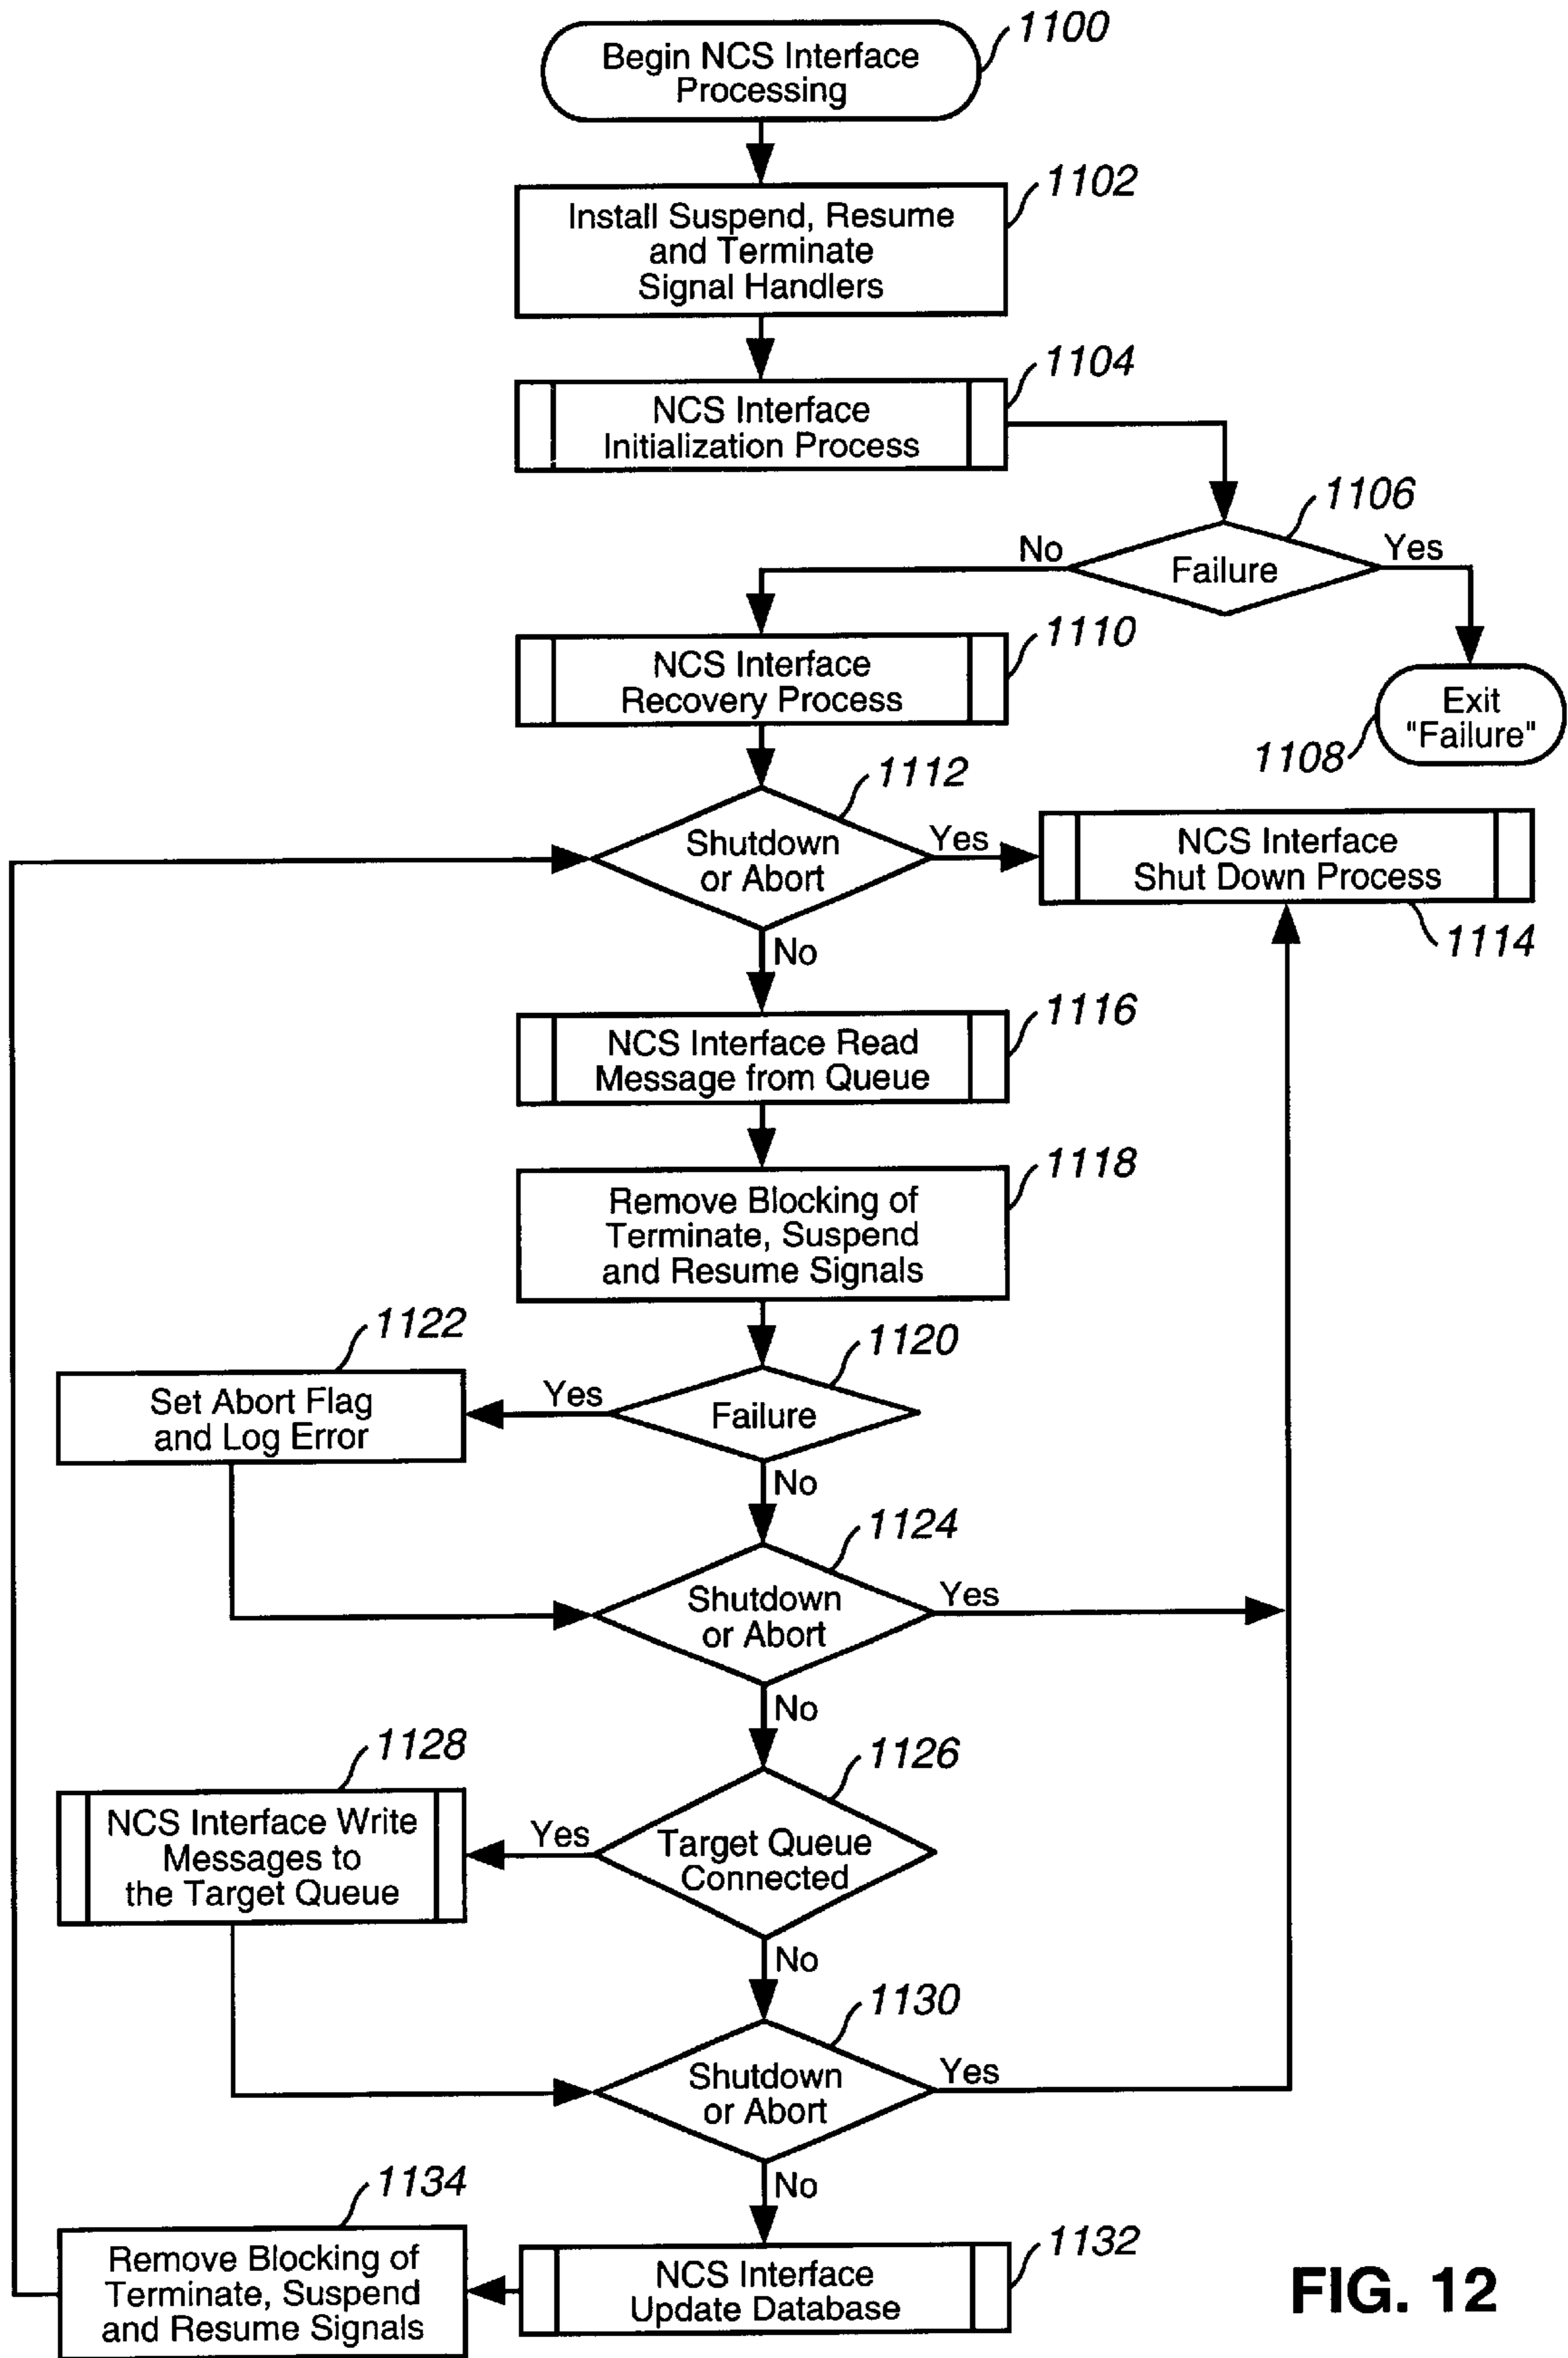 1100
Begin NCS Interface
Processing
1102
Install Suspend, Resume
and Terminate
Signal Handlers
1104
NCS Interface
Initialization Process
1106
No
Failure
Yes
1110
NCS Interface
Recovery Process
Exit
"Failure"
1108
1112
Shutdown
or Abort
Yes
NCS Interface
Shut Down Process
1114
No
1116
NCS Interface Read
Message from Queue
1118
Remove Blocking of
Terminate, Suspend
and Resume Signals
1122
1120
Set Abort Flag
and Log Error
Yes
Failure
No
1124
Shutdown
or Abort
Yes
No
1128
1126
NCS Interface Write
Messages to
the Target Queue
Yes
Target Queue
Connected
No
1130
Shutdown
or Abort
Yes
No
1134
1132
Remove Blocking of
Terminate, Suspend
and Resume Signals
NCS Interface
Update Database
FIG. 12